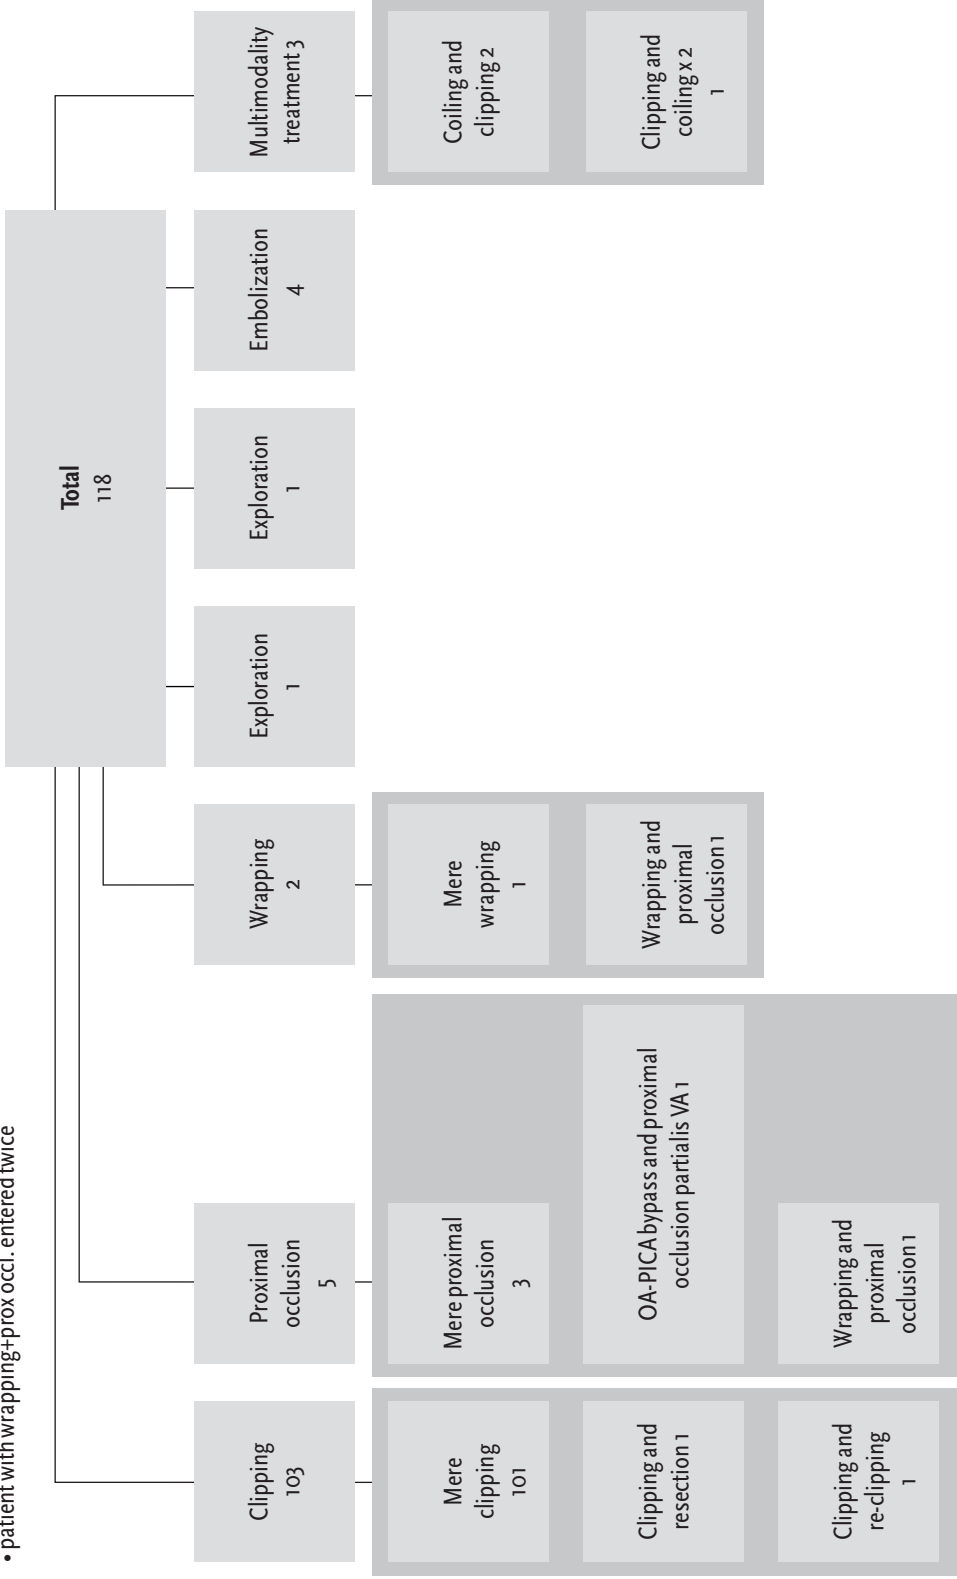 • patient with wrapping+prox occl. entered twice
Total
118
Clipping
103
Proximal
occlusion
5
Wrapping
2
Exploration
1
Exploration
1
Embolization
4
Multimodality
treatment 3
Mere
clipping
101
Clipping and
resection 1
Clipping and
re-clipping
1
Mere proximal
occlusion
3
OA-PICA bypass and proximal
occlusion partialis VA 1
Wrapping and
proximal
occlusion 1
Mere
wrapping
1
Wrapping and
proximal
occlusion 1
Coiling and
clipping 2
Clipping and
coiling x 2
1